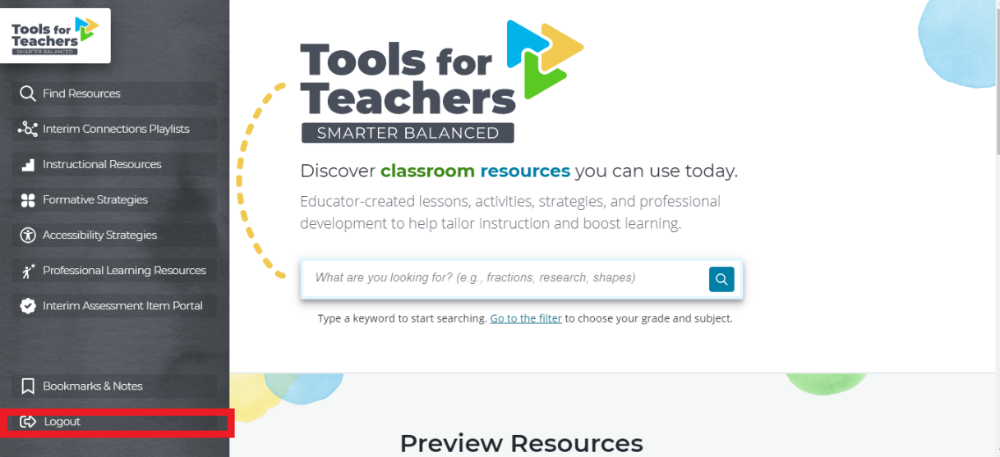 Tools for
Teachers
SMARTER BALANCED
Find Resources
Interim Connections Playlists
Instructional Resources
Formative Strategies
Accessibility Strategies
Professional Learning Resources
Interim Assessment Item Portal
Bookmarks & Notes
Logout
Tools for
Teachers
SMARTER BALANCED
Discover classroom resources you can use today.
Educator-created lessons, activities, strategies, and professional
development to help tailor instruction and boost learning.
What are you looking for? (e.g., fractions, research, shapes)
Type a keyword to start searching. Go to the filter to choose your grade and subject.
Preview Resources